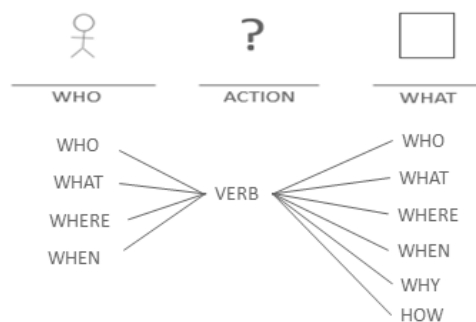 ?
WHO ACTION WHAT
WHO
WHAT
WHERE
WHEN
VERB
WHO
WHAT
WHERE
WHEN
WHY
HOW